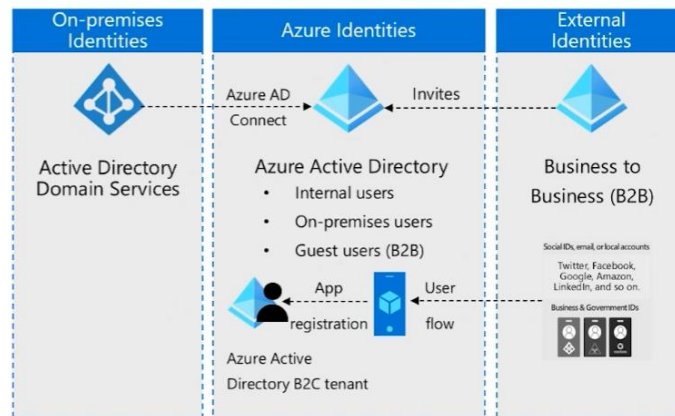 On-premises
Identities
Azure Identities
External
Identities
Azure AD
Connect
Invites
Active Directory
Domain Services
Azure Active Directory
• Internal users
• On-premises users
• Guest users (B2B)
Business to
Business (B2B)
Social IDs, email, or local accounts
Twitter, Facebook,
Google, Amazon,
LinkedIn, and so on.
Business & Government IDs
App
registration
User
flow
Azure Active
Directory B2C tenant